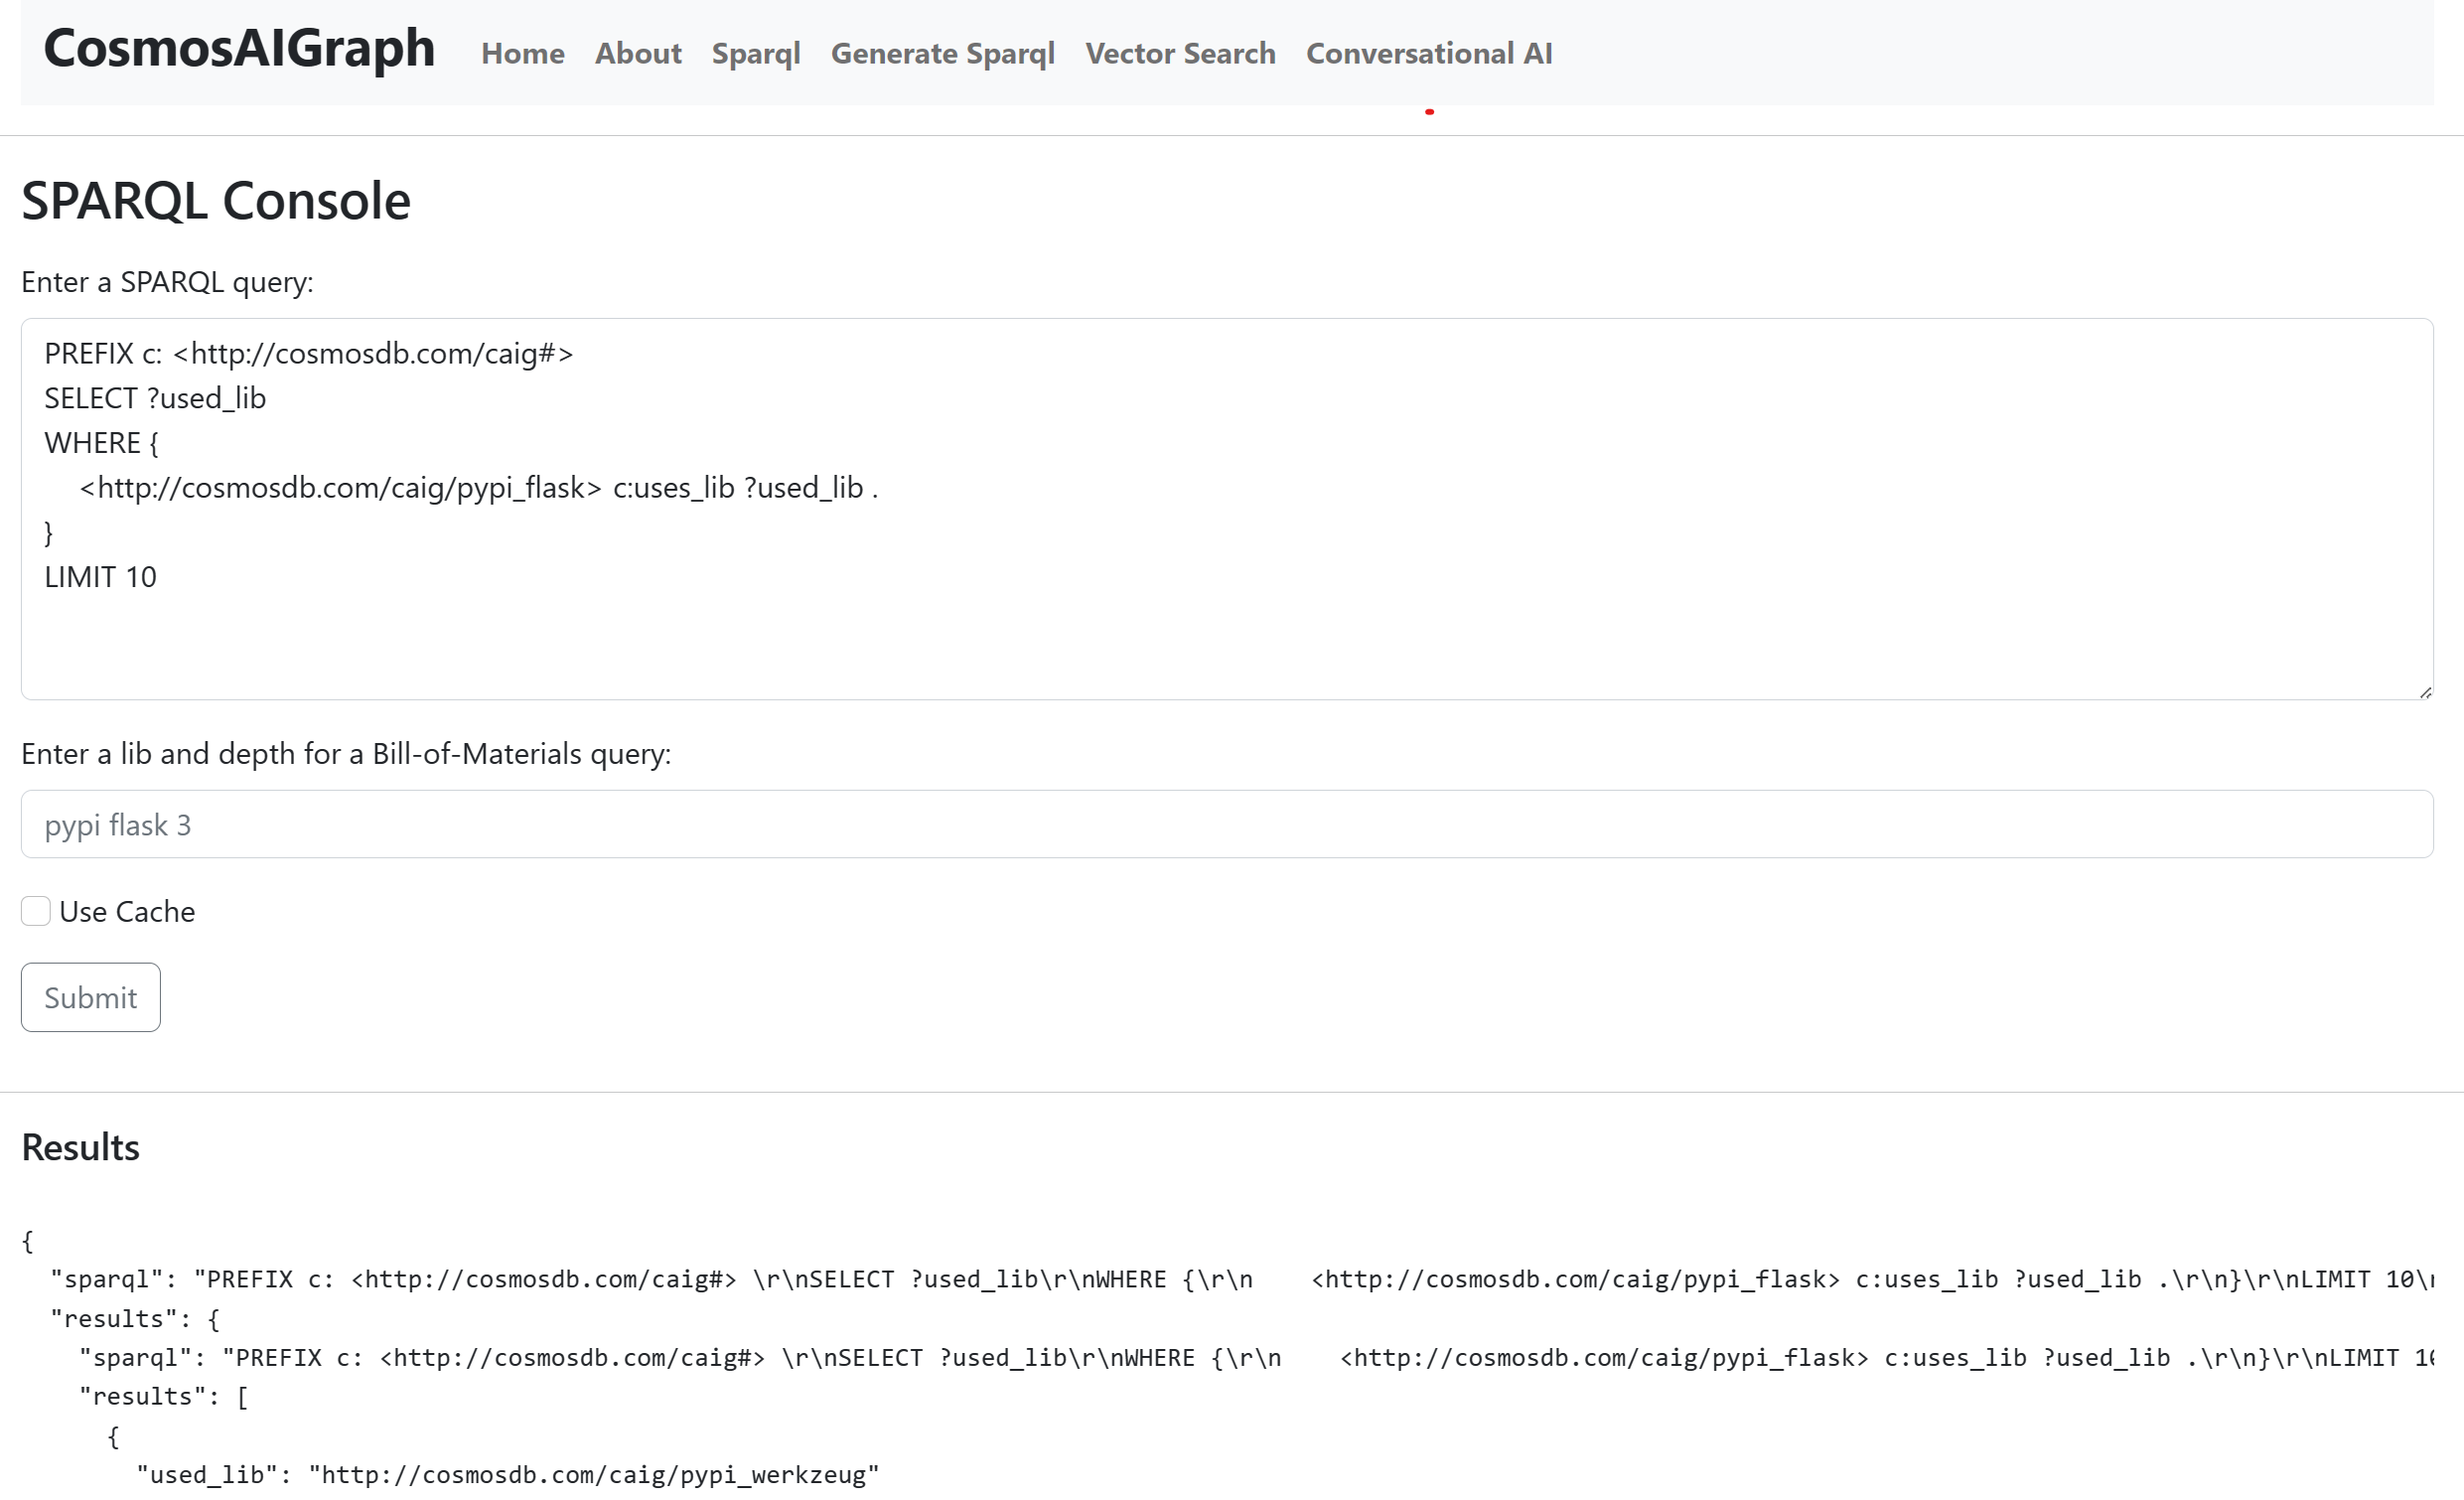 CosmosAIGraph Home About Sparql Generate Sparql Vector Search Conversational AI
SPARQL Console
Enter a SPARQL query:
PREFIX c: <http://cosmosdb.com/caig#>
SELECT ?used_lib
WHERE {
    <http://cosmosdb.com/caig/pypi_flask> c:uses_lib ?used_lib .
}
LIMIT 10
Enter a lib and depth for a Bill-of-Materials query:
pypi flask 3
Use Cache
Submit
Results
{
  "sparql": "PREFIX c: <http://cosmosdb.com/caig#> \r\nSELECT ?used_lib\r\nWHERE {\r\n    <http://cosmosdb.com/caig/pypi_flask> c:uses_lib ?used_lib .\r\n}\r\nLIMIT 10\
  "results": {
    "sparql": "PREFIX c: <http://cosmosdb.com/caig#> \r\nSELECT ?used_lib\r\nWHERE {\r\n    <http://cosmosdb.com/caig/pypi_flask> c:uses_lib ?used_lib .\r\n}\r\nLIMIT 1
    "results": [
      {
        "used_lib": "http://cosmosdb.com/caig/pypi_werkzeug"